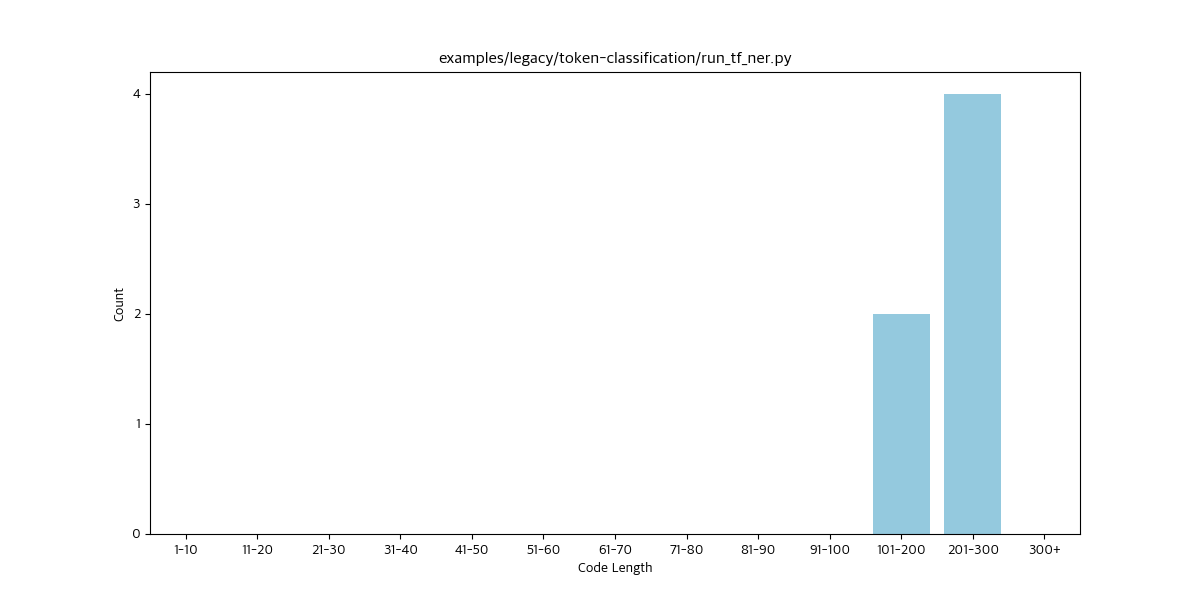 examples/legacy/token-classification/run_tf_ner.py
4
3
2
1
0
Count
1-10 11-20 21-30 31-40 41-50 51-60 61-70 71-80 81-90 91-100 101-200 201-300 300+
Code Length